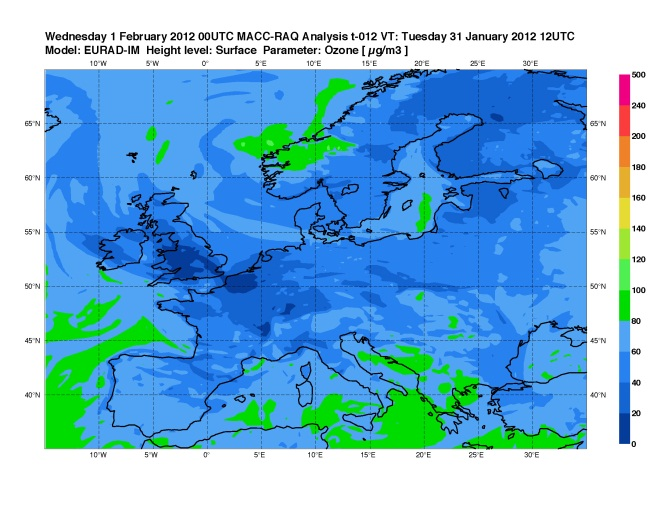 Wednesday 1 February 2012 00UTC MACC-RAQ Analysis t-012 VT: Tuesday 31 January 2012 12UTC
Model: EURAD-IM Height level: Surface Parameter: Ozone [ µg/m3 ]
10°W 5°W 0° 5°E 10°E 15°E 20°E 25°E 30°E
500
240
65°N 65°N
200
180
60°N 60°N
160
55°N 55°N
140
120
50°N 50°N
100
80
45°N 45°N
60
40°N 40°N
40
20
0
10°W 5°W 0° 5°E 10°E 15°E 20°E 25°E 30°E